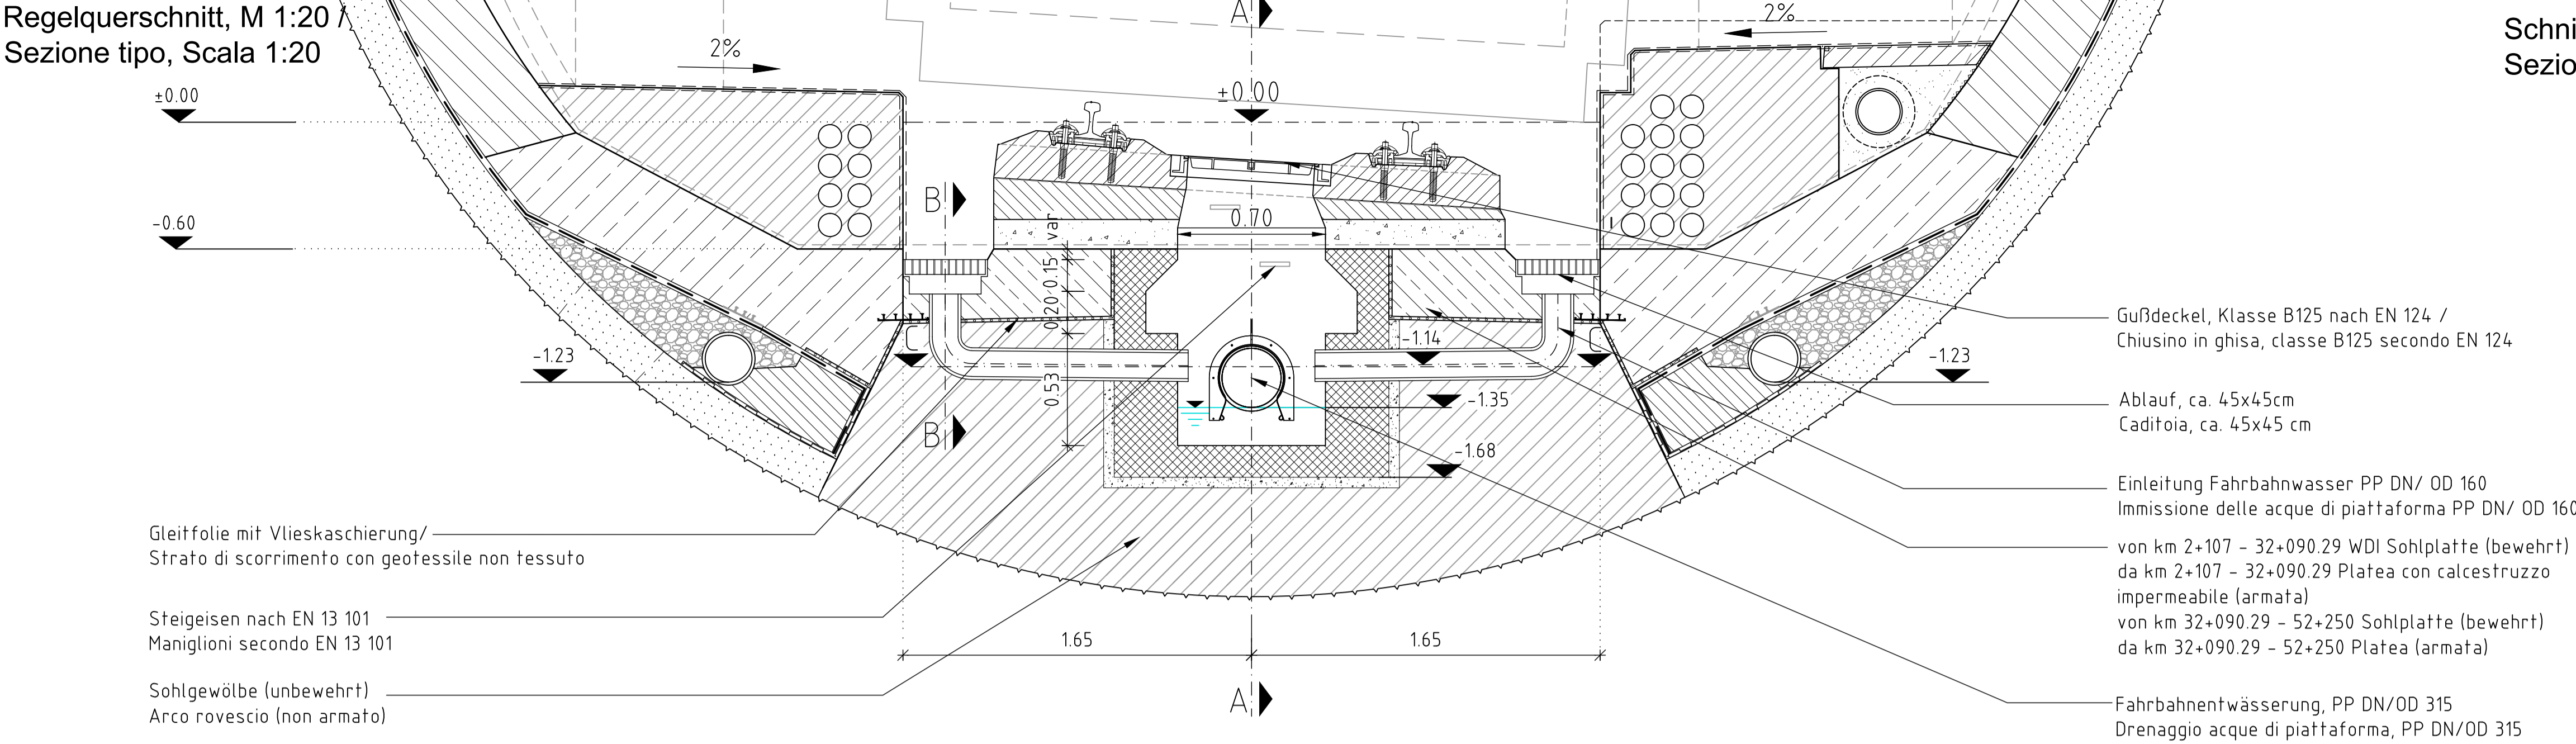 Regelquerschnitt, M 1:20 /
Sezione tipo, Scala 1:20
A
2%
2%
Schni
Sezio
±0.00
±0.00
-0.60
B
0.70
var
0.15
0.20
0.53
C
C
-1.14
-1.23
-1.23
-1.35
B
-1.68
Gleitfolie mit Vlieskaschierung/
Strato di scorrimento con geotessile non tessuto
Steigeisen nach EN 13 101
Maniglioni secondo EN 13 101
Sohlgewölbe (unbewehrt)
Arco rovescio (non armato)
1.65
1.65
A
Gußdeckel, Klasse B125 nach EN 124 /
Chiusino in ghisa, classe B125 secondo EN 124
Ablauf, ca. 45x45cm
Caditoia, ca. 45x45 cm
Einleitung Fahrbahnwasser PP DN/ OD 160
Immissione delle acque di piattaforma PP DN/ OD 160
von km 2+107 - 32+090.29 WDI Sohlplatte (bewehrt)
da km 2+107 - 32+090.29 Platea con calcestruzzo
impermeabile (armata)
von km 32+090.29 - 52+250 Sohlplatte (bewehrt)
da km 32+090.29 - 52+250 Platea (armata)
Fahrbahnentwässerung, PP DN/OD 315
Drenaggio acque di piattaforma, PP DN/OD 315